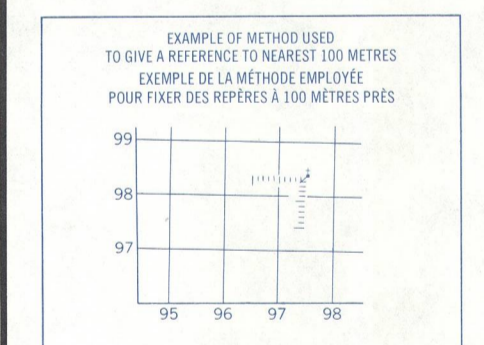 EXAMPLE OF METHOD USED
TO GIVE A REFERENCE TO NEAREST 100 METRES
EXEMPLE DE LA MÉTHODE EMPLOYÉE
POUR FIXER DES REPÈRES À 100 MÈTRES PRÈS
99
98
97
95 96 97 98